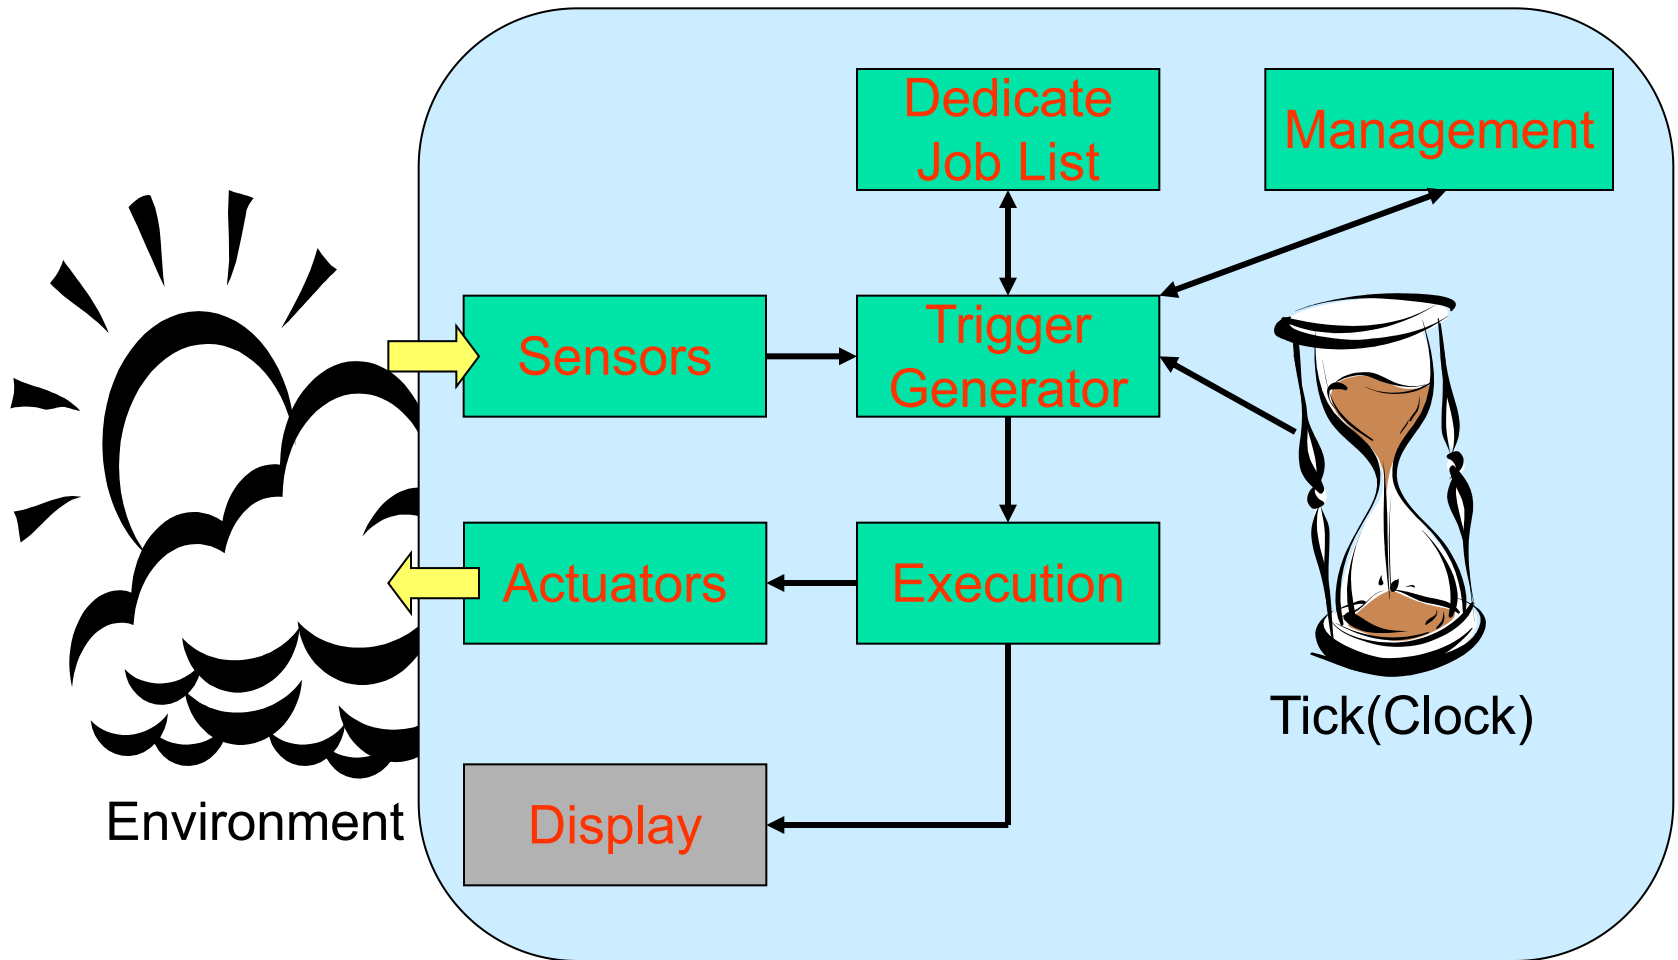 Dedicate
Job List
Management
Sensors
Trigger
Generator
Actuators
Execution
Tick(Clock)
Display
Environment